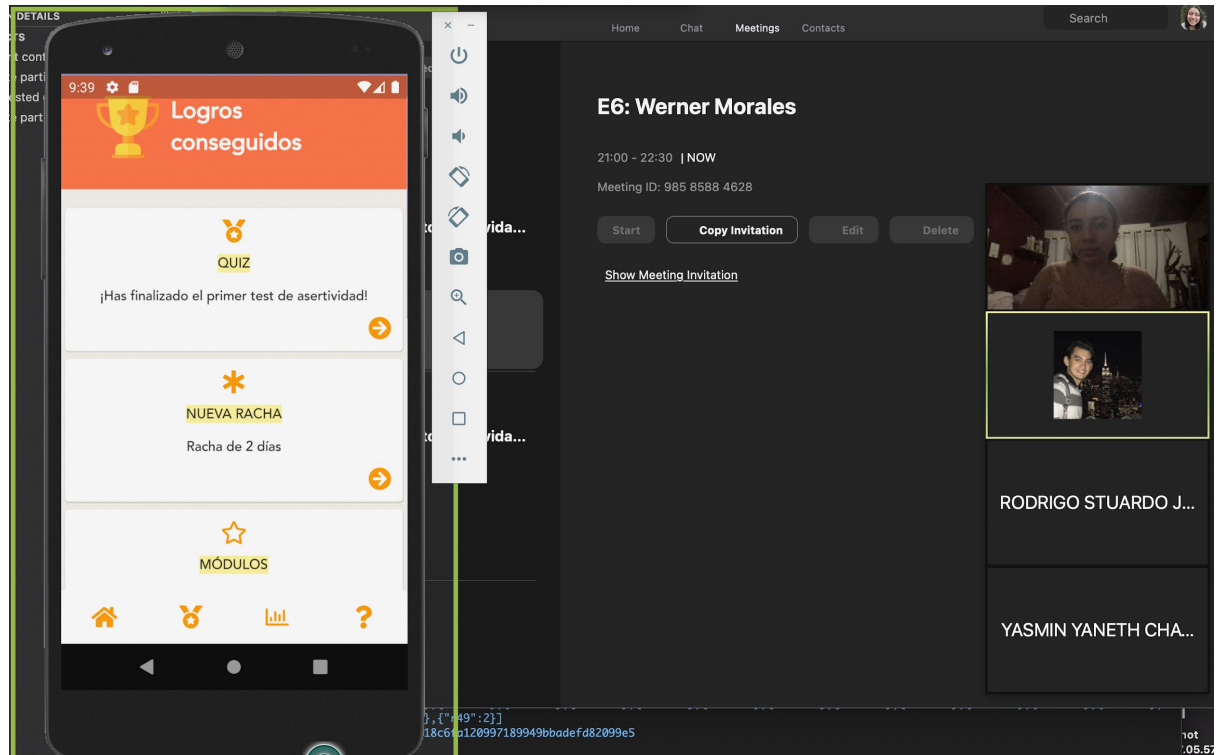 DETAILS
9:39
Logros
conseguidos
QUIZ
¡Has finalizado el primer test de asertividad!
NUEVA RACHA
Racha de 2 días
MÓDULOS
vida...
vida...
Home Chat Meetings Contacts
Search
E6: Werner Morales
21:00 - 22:30 | NOW
Meeting ID: 985 8588 4628
Start Copy Invitation Edit Delete
Show Meeting Invitation
RODRIGO STUARDO J...
YASMIN YANETH CHA...
},{"r49":2}]